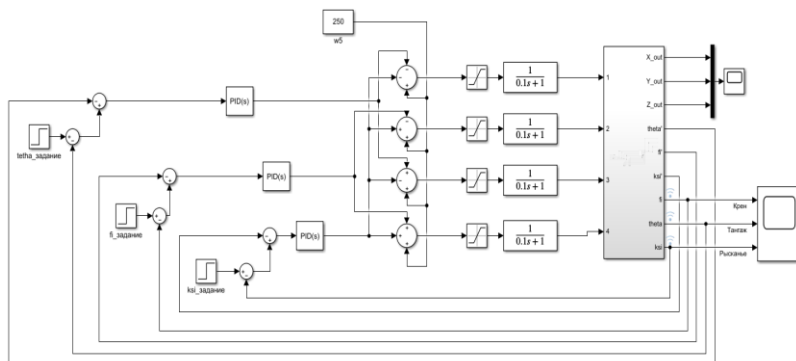 250
w5
PID(s)
tetha_задание
PID(s)
fi_задание
PID(s)
ksi_задание
1
0.1s + 1
1
0.1s + 1
1
0.1s + 1
1
0.1s + 1
1
2
3
4
X_out
Y_out
Z_out
theta'
fi'
ksi'
fi
theta
ksi
Крен
Тангаж
Рысканье